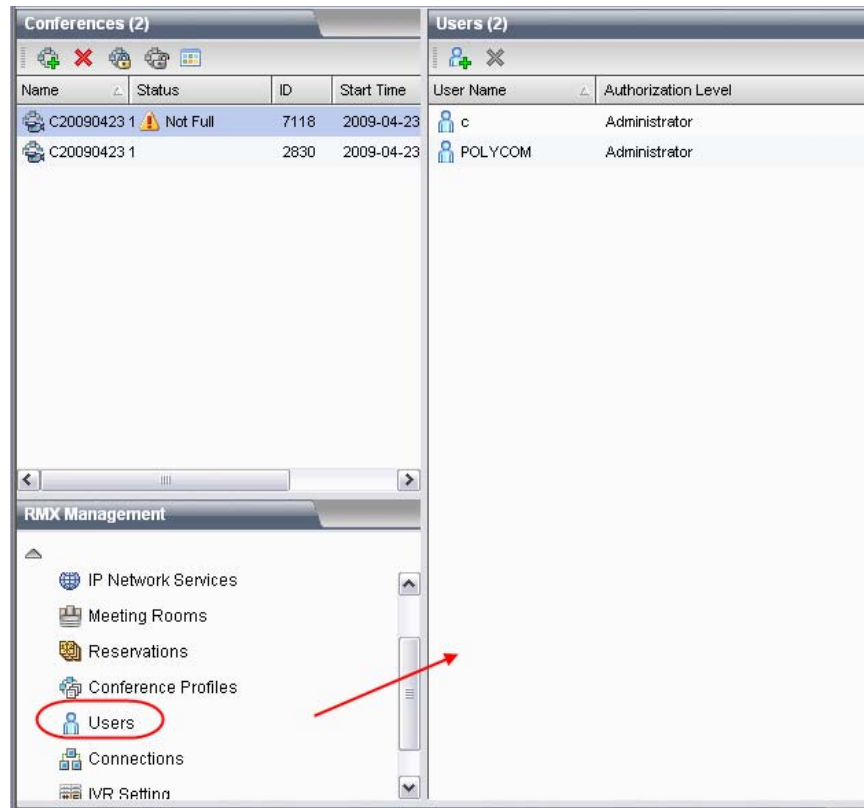 Conferences (2)
Name Status ID Start Time
C20090423 1 Not Full 7118 2009-04-23
C20090423 1 2830 2009-04-23
RMX Management
IP Network Services
Meeting Rooms
Reservations
Conference Profiles
Users
Connections
IVR Setting
Users (2)
User Name Authorization Level
c Administrator
POLYCOM Administrator